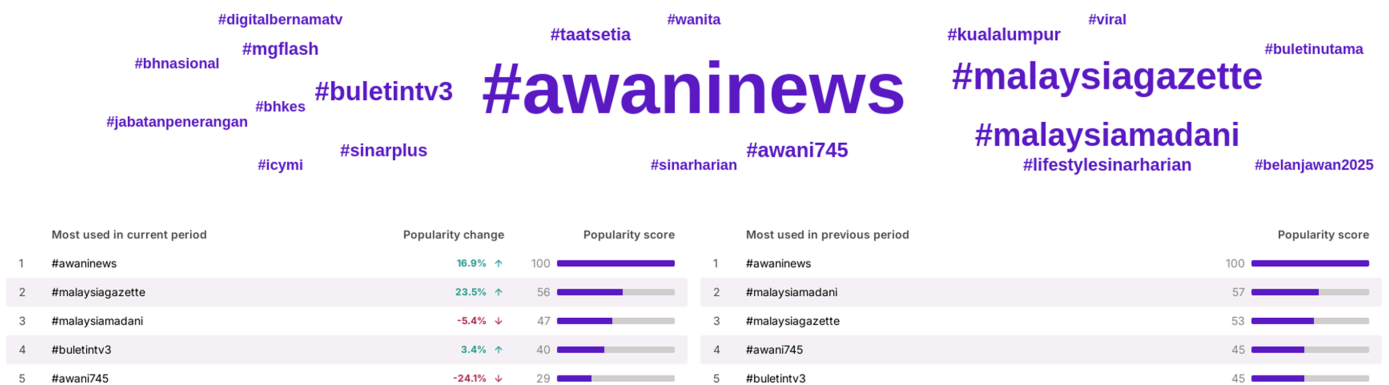 #digitalbernamatv
#wanita
#viral
#taatsetia
#kualalumpur
#mgflash
#buletinutama
#bhnasional
#malaysiagazette
#awaninews
#buletintv3
#bhkes
#jabatanpenerangan
#malaysiamadani
#sinarplus
#awani745
#icymi
#sinarharian
#lifestylesinarharian
#belanjawan2025
Most used in current period Popularity change Popularity score
1 #awaninews 16.9% ↑ 100
2 #malaysiagazette 23.5% ↑ 56
3 #malaysiamadani -5.4% ↓ 47
4 #buletintv3 3.4% ↑ 40
5 #awani745 -24.1% ↓ 29
Most used in previous period Popularity score
1 #awaninews 100
2 #malaysiamadani 57
3 #malaysiagazette 53
4 #awani745 45
5 #buletintv3 45